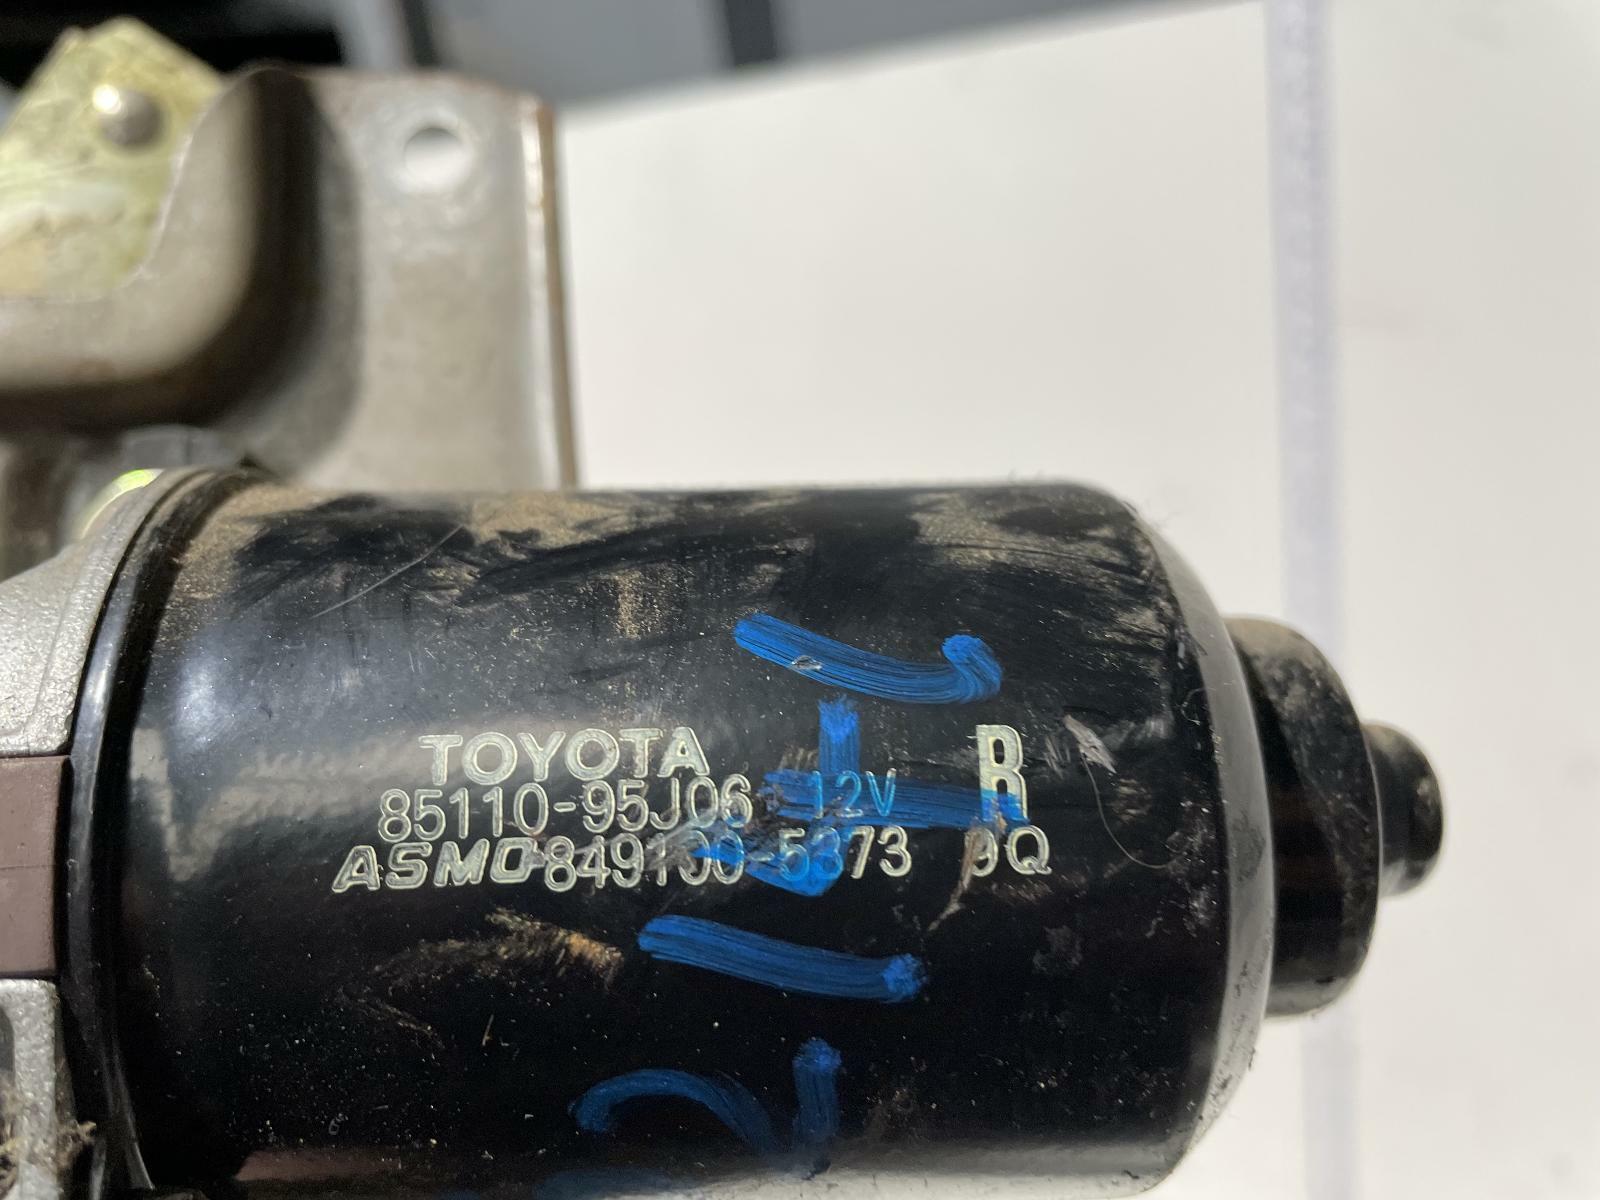 TOYOTA
85110-95J06 12V R
ASMO 849100-5373 9Q